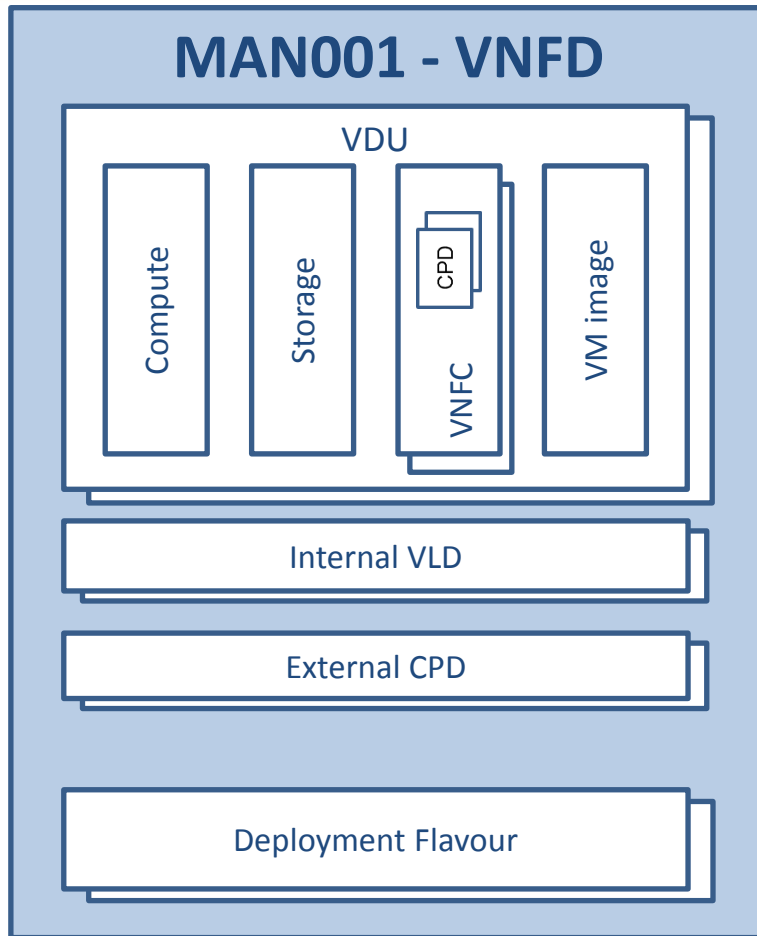 MAN001 - VNFD
VDU
Compute
Storage
CPD
VNFC
VM image
Internal VLD
External CPD
Deployment Flavour